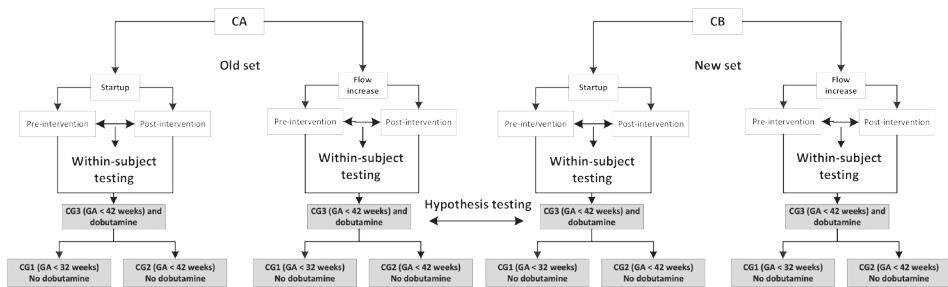 CA
CB
Old set
New set
Startup
Flow
increase
Startup
Flow
increase
Pre-intervention
Post-intervention
Pre-intervention
Post-intervention
Pre-intervention
Post-intervention
Pre-intervention
Post-intervention
Within-subject
testing
Within-subject
testing
Within-subject
testing
Within-subject
testing
CG3 (GA < 42 weeks) and
dobutamine
CG3 (GA < 42 weeks) and
dobutamine
Hypothesis testing
CG3 (GA < 42 weeks) and
dobutamine
CG3 (GA < 42 weeks) and
dobutamine
CG1 (GA < 32 weeks)
No dobutamine
CG2 (GA < 42 weeks)
No dobutamine
CG1 (GA < 32 weeks)
No dobutamine
CG2 (GA < 42 weeks)
No dobutamine
CG1 (GA < 32 weeks)
No dobutamine
CG2 (GA < 42 weeks)
No dobutamine
CG1 (GA < 32 weeks)
No dobutamine
CG2 (GA < 42 weeks)
No dobutamine